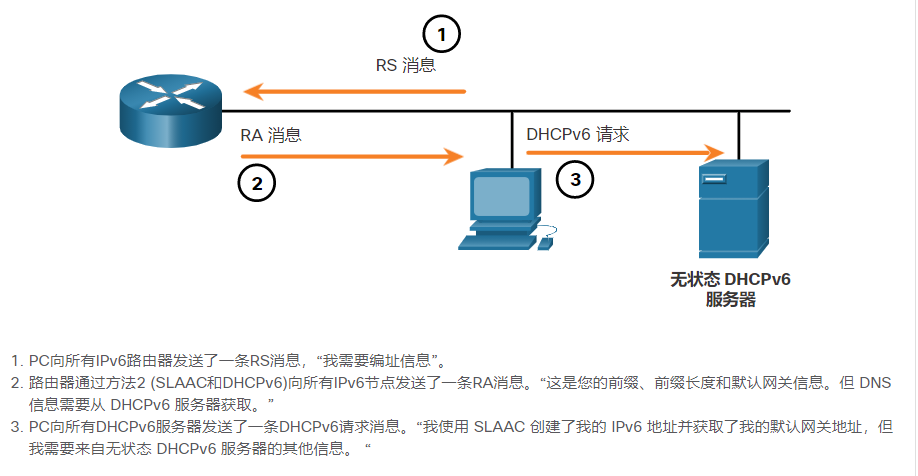 1
RS 消息
RA 消息
DHCPv6 请求
2
3
无状态 DHCPv6
服务器
1. PC向所有IPv6路由器发送了一条RS消息，“我需要编址信息”。
2. 路由器通过方法2 (SLAAC和DHCPv6)向所有IPv6节点发送了一条RA消息。“这是您的前缀、前缀长度和默认网关信息。但 DNS
信息需要从 DHCPv6 服务器获取。”
3. PC向所有DHCPv6服务器发送了一条DHCPv6请求消息。“我使用 SLAAC 创建了我的 IPv6 地址并获取了我的默认网关地址，但
我需要来自无状态 DHCPv6 服务器的其他信息。 “